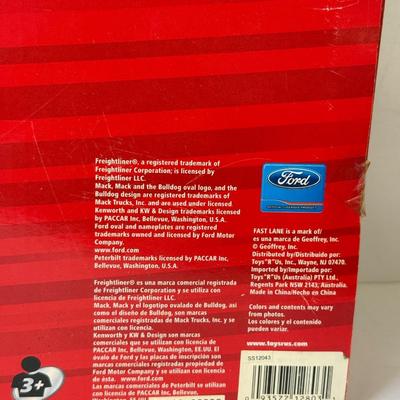 Freightliner®, a registered trademark of
Freightliner Corporation; is licensed by
Freightliner LLC.
Mack, Mack and the Bulldog oval logo, and the
Bulldog design are registered trademarks of
Mack Trucks, Inc. and are used under licensed.
Kenworth and KW & Design trademarks licensed
by PACCAR Inc, Bellevue, Washington, U.S.A.
Ford oval and nameplates are registered
trademarks owned and licensed by Ford Motor
Company.
www.ford.com
Peterbilt trademarks licensed by PACCAR Inc,
Bellevue, Washington, U.S.A.
Freightliner® es una marca comercial registrada
de Freightliner Corporation y se utiliza con
licencia de Freightliner LLC.
Mack, Mack y el logotipo ovalado de Bulldog, así
como el diseño de Bulldog, son marcas
comerciales registradas de Mack Trucks, Inc. y se
utilizan con licencia.
Kenworth y KW & Design son marcas
comerciales que se utilizan con licencia de
PACCAR Inc, Bellevue, Washington, EE.UU. El
óvalo de Ford y las placas de inscripción son
marcas comerciales registradas propiedad de
Ford Motor Company y se utilizan con
licencia. www.ford.com
Las marcas comerciales de Peterbilt se utilizan
con licencia de PACCAR Inc, Bellevue,
Washington, EE.UU.
3+
Ford
FAST LANE is a mark of/
es una marca de Geoffrey, Inc.
© Geoffrey, Inc.
Distributed by/Distribuido por:
Toys"R"Us, Inc., Wayne, NJ 07470.
Imported by/Importado por:
Toys"R"Us (Australia) PTY Ltd.,
Regents Park NSW 2143, Australia.
Made in China/Hecho en China
Colors and contents may vary
from photos.
Los colores y el contenido
pueden variar.
www.toysrus.com
SS12043
0 93577 12803 1